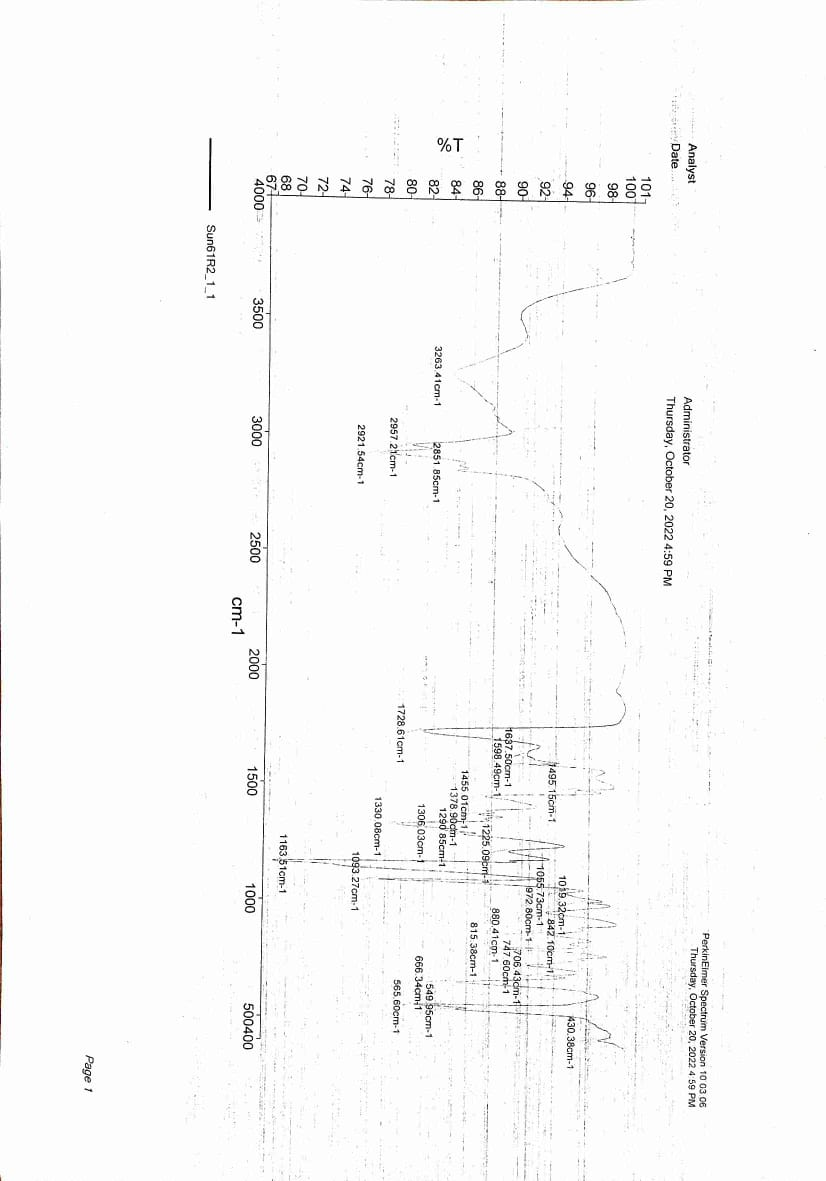 PerkinElmer Spectrum Version 10.03.06
Thursday, October 20, 2022 4:59 PM
Analyst
Administrator
Date
Thursday, October 20, 2022 4:59 PM
%T
101
100
98
96
94
92
90
88
86
84
82
80
78
76
74
72
70
68
67
4000
3500
3000
2500
2000
1500
1000
500
400
cm-1
3263.41cm-1
2957.21cm-1
2921.54cm-1
2851.85cm-1
1728.61cm-1
1637.50cm-1
1598.49cm-1
1495.15cm-1
1455.01cm-1
1378.90cm-1
1330.08cm-1
1306.03cm-1
1290.85cm-1
1225.09cm-1
1163.51cm-1
1093.27cm-1
1055.73cm-1
1019.32cm-1
972.80cm-1
880.41cm-1
842.10cm-1
815.38cm-1
747.60cm-1
706.43cm-1
666.34cm-1
565.60cm-1
549.95cm-1
430.38cm-1
Sun61R2_1_1
Page 1